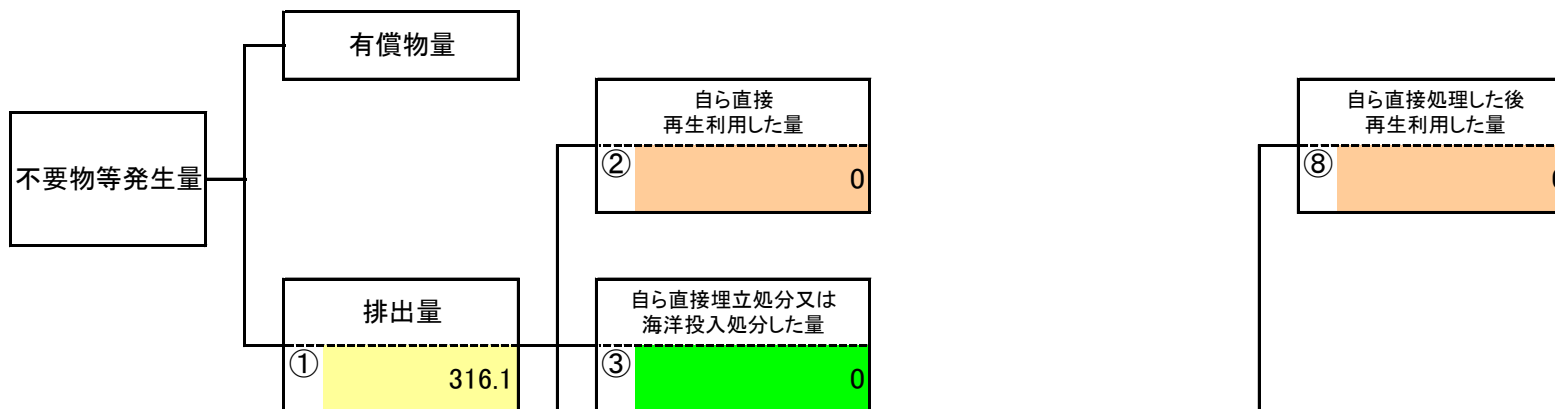 有償物量
自ら直接
再生利用した量
自ら直接処理した後
再生利用した量
不要物等発生量
②
0
⑧
排出量
自ら直接埋立処分又は
海洋投入処分した量
①
316.1
③
0